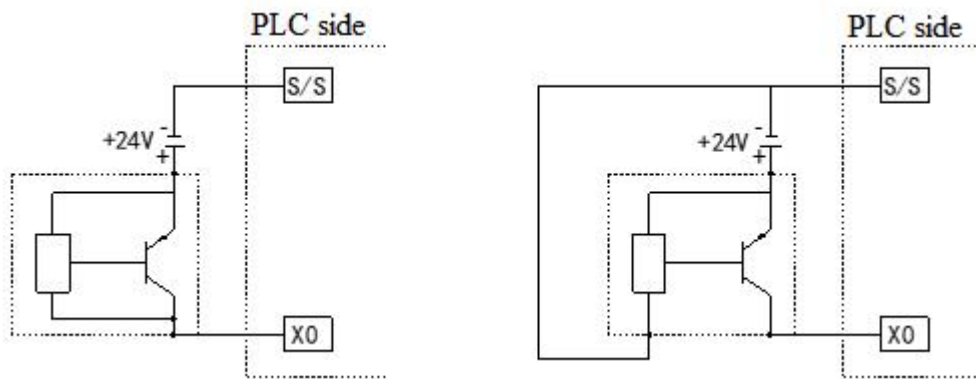 PLC side
S/S
+24V
-
+
X0
PLC side
S/S
+24V
-
+
X0